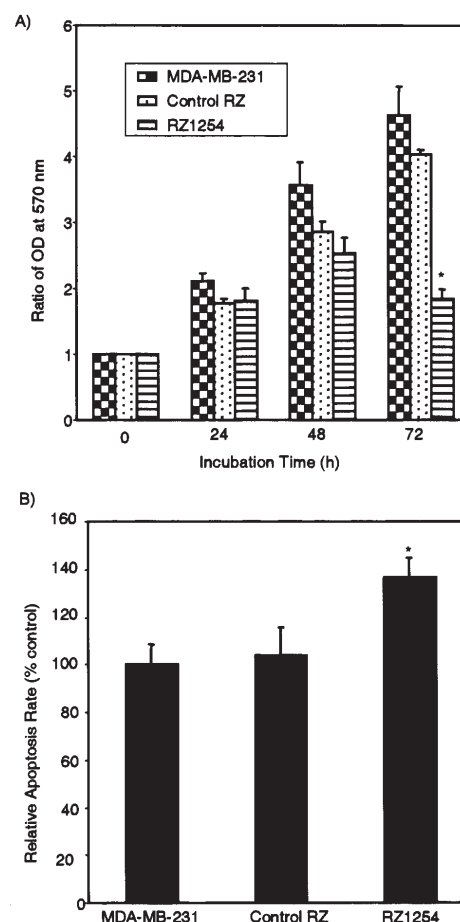 A)
6
5
4
3
2
1
0
Ratio of OD at 570 nm
MDA-MB-231
Control RZ
RZ1254
*
0 24 48 72
Incubation Time (h)
B)
160
140
120
100
80
60
40
20
0
Relative Apoptosis Rate (% control)
*
MDA-MB-231 Control RZ RZ1254